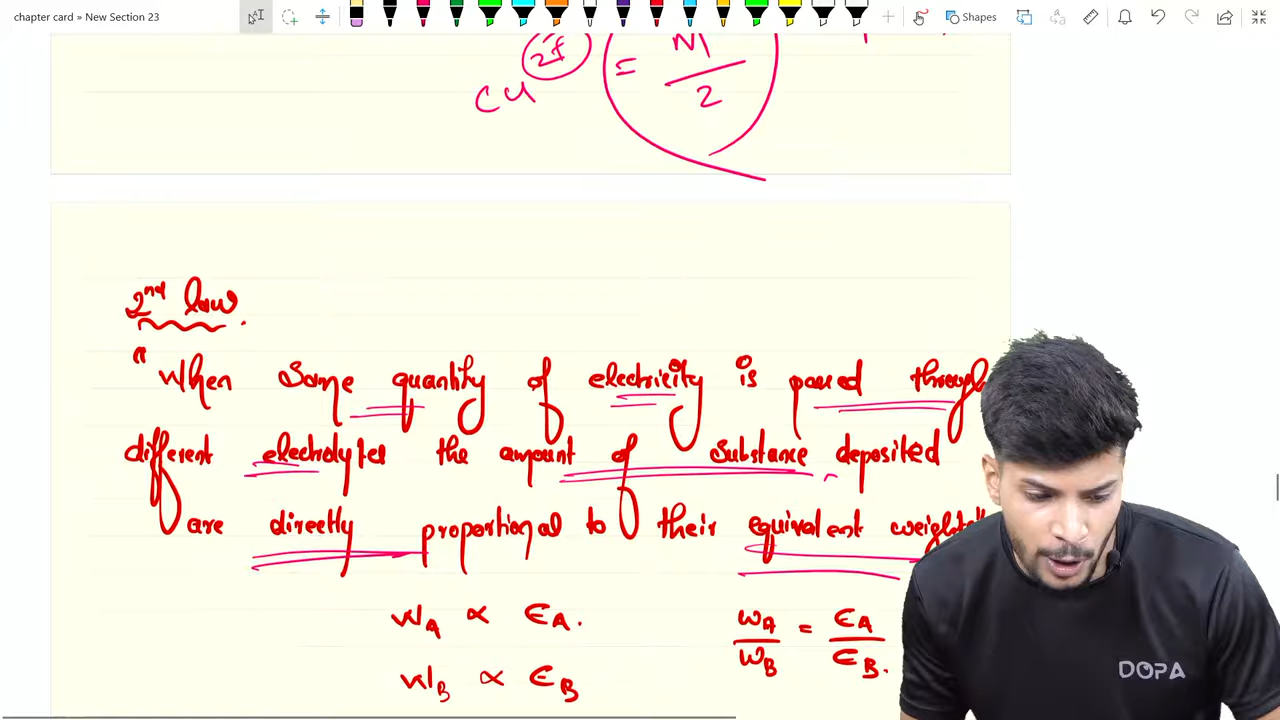 chapter card » New Section 23
Shapes
Cu
2+
= M/2
2nd law.
"When Same quantity of electricity is passed through
different electrolytes the amount of Substance deposited
are directly proportional to their equivalent weights"
WA ∝ EA.
WB ∝ EB
WA/WB = EA/EB.
DOPA